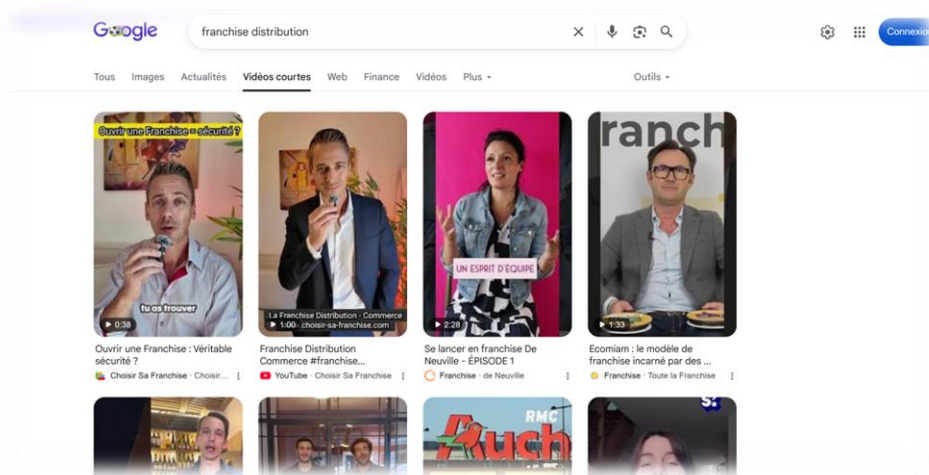 Google
franchise distribution
Connexio
Tous Images Actualités Vidéos courtes Web Finance Vidéos Plus Outils
Ouvrir une Franchise = sécurité ?
ranch
UN ESPRIT D'ÉQUIPE
tu as trouver
La Franchise Distribution - Commerce
0:38
1:00 choisir-sa-franchise.com
2:28
1:33
Ouvrir une Franchise : Véritable
sécurité ?
Choisir Sa Franchise · Choisir...
Franchise Distribution
Commerce #franchise...
YouTube · Choisir Sa Franchise
Se lancer en franchise De
Neuville - ÉPISODE 1
Franchise · de Neuville
Ecomiam : le modèle de
franchise incarné par des ...
Franchise · Toute la Franchise
RMC
Auch
S: